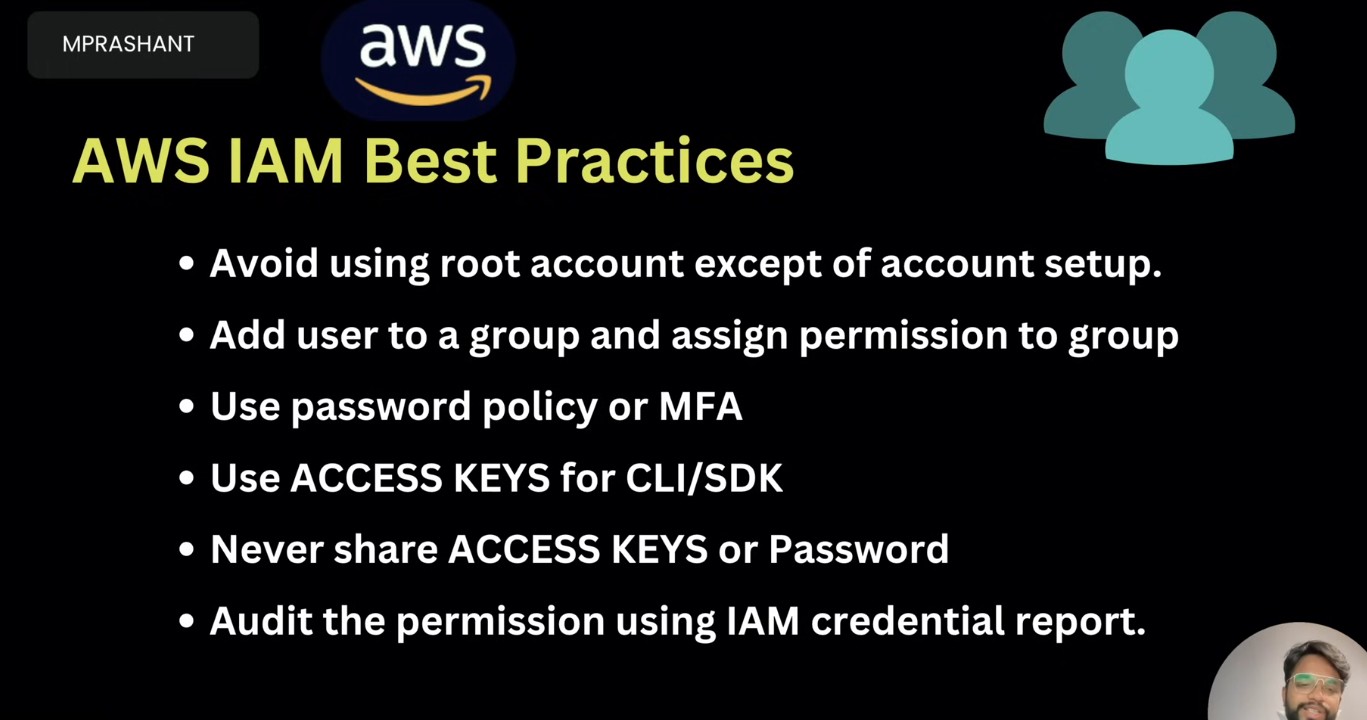 MPRASHANT
aws
AWS IAM Best Practices
• Avoid using root account except of account setup.
• Add user to a group and assign permission to group
• Use password policy or MFA
• Use ACCESS KEYS for CLI/SDK
• Never share ACCESS KEYS or Password
• Audit the permission using IAM credential report.